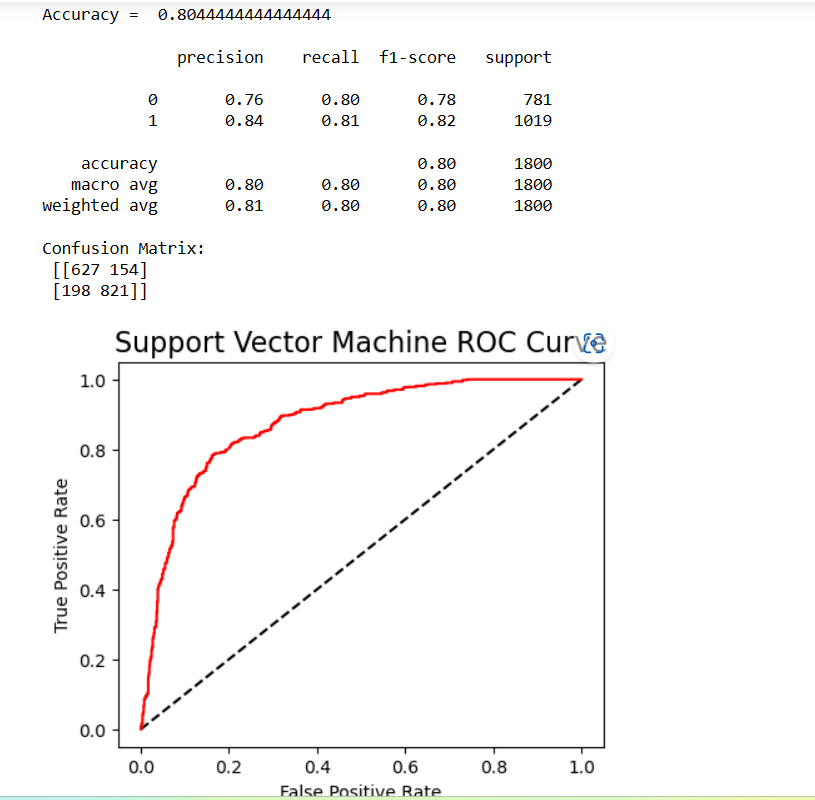 Accuracy =  0.8044444444444444
precision recall f1-score support
0 0.76 0.80 0.78 781
1 0.84 0.81 0.82 1019
accuracy 0.80 1800
macro avg 0.80 0.80 0.80 1800
weighted avg 0.81 0.80 0.80 1800
Confusion Matrix:
[[627 154]
[198 821]]
Support Vector Machine ROC Curve
1.0
0.8
0.6
0.4
0.2
0.0
True Positive Rate
0.0 0.2 0.4 0.6 0.8 1.0
False Positive Rate